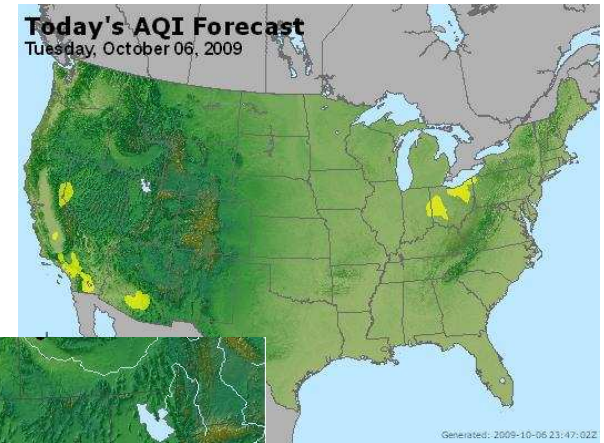 Today's AQI Forecast
Tuesday, October 06, 2009
Generated: 2009-10-06 23:47:02Z